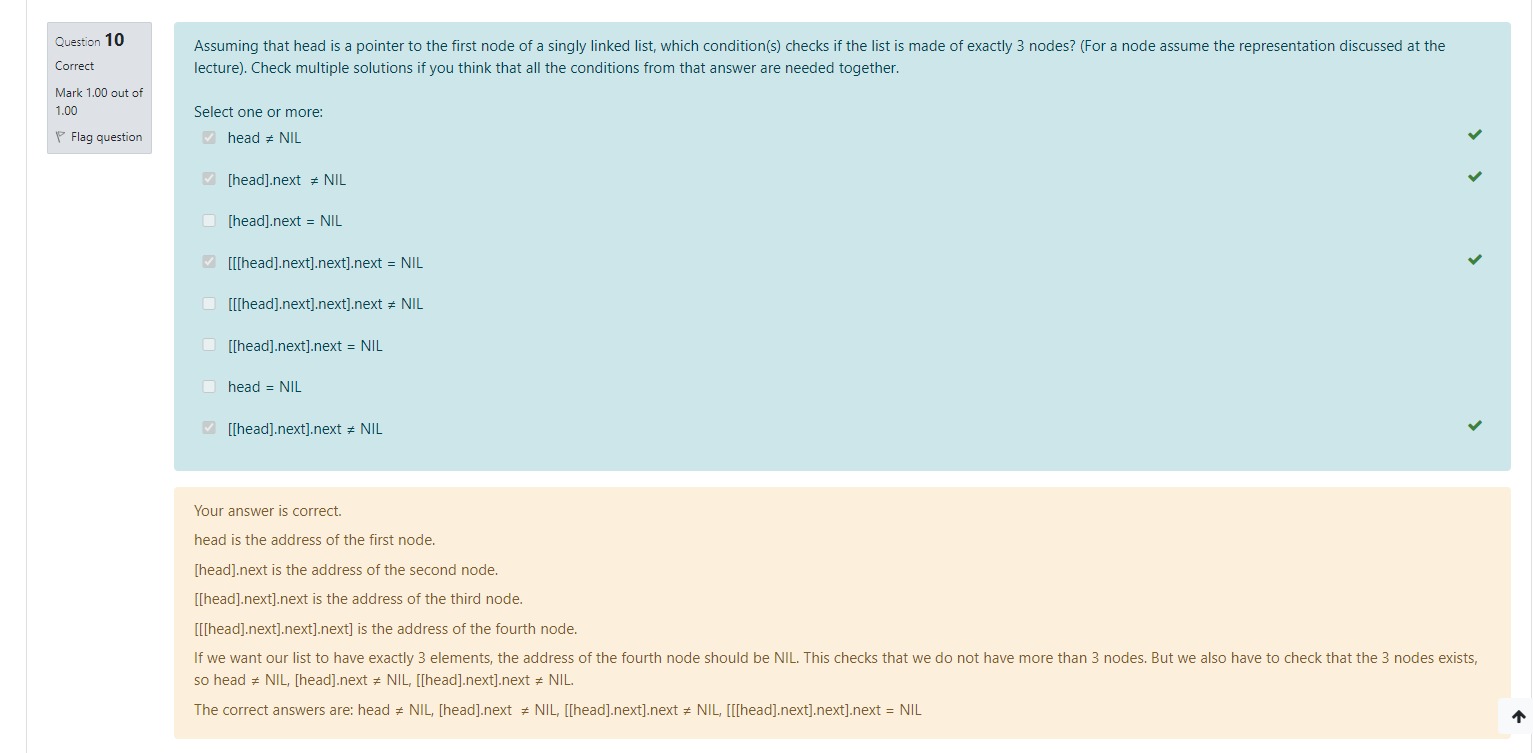 Question 10
Correct
Mark 1.00 out of
1.00
Flag question
Assuming that head is a pointer to the first node of a singly linked list, which condition(s) checks if the list is made of exactly 3 nodes? (For a node assume the representation discussed at the
lecture). Check multiple solutions if you think that all the conditions from that answer are needed together.
Select one or more:
head ≠ NIL
[head].next ≠ NIL
[head].next = NIL
[[[head].next].next].next = NIL
[[[head].next].next].next ≠ NIL
[[head].next].next = NIL
head = NIL
[[head].next].next ≠ NIL
Your answer is correct.
head is the address of the first node.
[head].next is the address of the second node.
[[head].next].next is the address of the third node.
[[[head].next].next].next] is the address of the fourth node.
If we want our list to have exactly 3 elements, the address of the fourth node should be NIL. This checks that we do not have more than 3 nodes. But we also have to check that the 3 nodes exists,
so head ≠ NIL, [head].next ≠ NIL, [[head].next].next ≠ NIL.
The correct answers are: head ≠ NIL, [head].next ≠ NIL, [[head].next].next ≠ NIL, [[[head].next].next].next = NIL